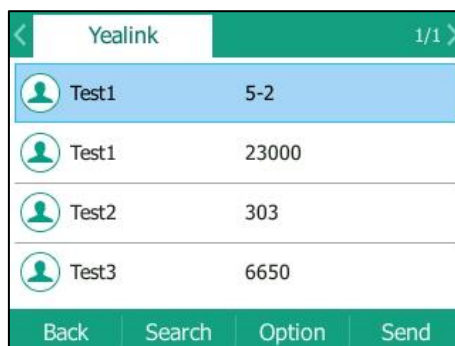 Yealink 1/1
Test1 5-2
Test1 23000
Test2 303
Test3 6650
Back Search Option Send